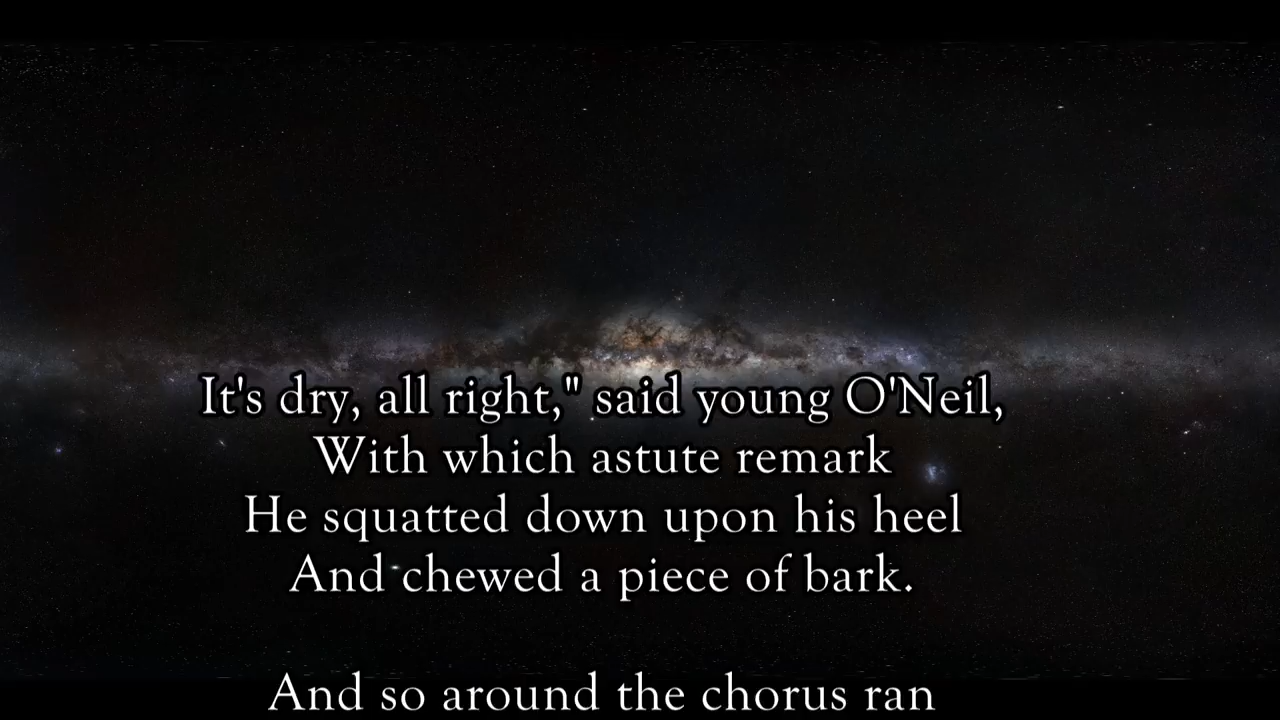 It's dry, all right," said young O'Neil,
With which astute remark
He squatted down upon his heel
And chewed a piece of bark.
And so around the chorus ran